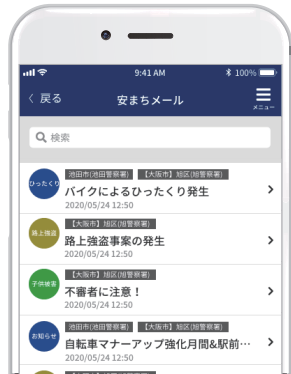 9:41 AM 100%
戻る 安まちメール メニュー
検索
池田市(池田警察署) 【大阪市】旭区(旭警察署)
ひったくり バイクによるひったくり発生
2020/05/24 12:50
【大阪市】旭区(旭警察署)
路上強盗 路上強盗事案の発生
2020/05/24 12:50
【大阪市】旭区(旭警察署)
子供被害 不審者に注意！
2020/05/24 12:50
池田市(池田警察署) 【大阪市】旭区(旭警察署)
お知らせ 自転車マナーアップ強化月間&駅前…
2020/05/24 12:50